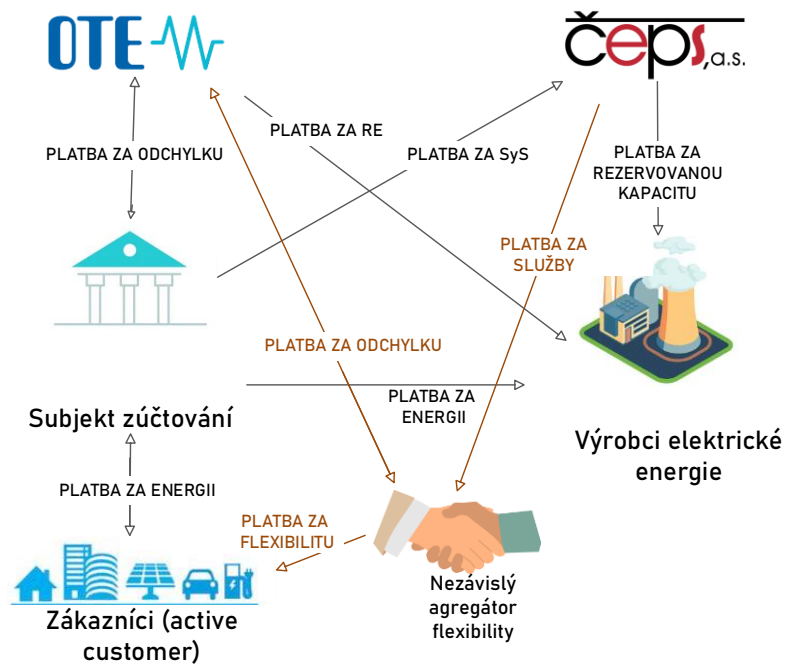 OTE
čeps,a.s.
PLATBA ZA RE
PLATBA ZA ODCHYLKU
PLATBA ZA SyS
PLATBA ZA
REZERVOVANOU
KAPACITU
PLATBA ZA
SLUŽBY
PLATBA ZA ODCHYLKU
PLATBA ZA
ENERGII
Subjekt zúčtování
Výrobci elektrické
energie
PLATBA ZA ENERGII
PLATBA ZA
FLEXIBILITU
Nezávislý
agregátor
flexibility
Zákazníci (active
customer)